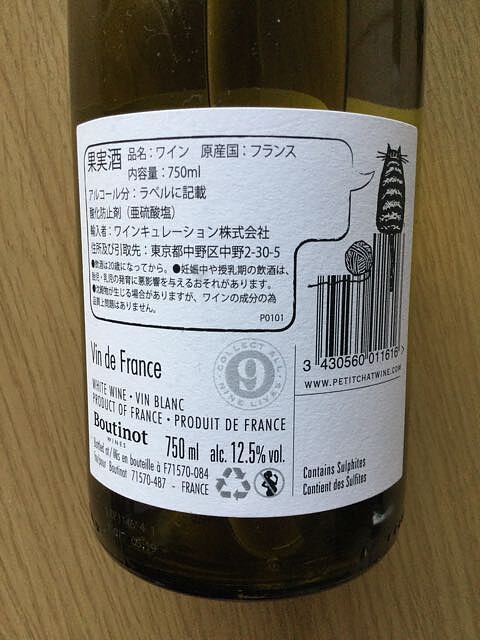 果実酒 品名：ワイン 原産国：フランス
内容量：750ml
アルコール分：ラベルに記載
酸化防止剤（亜硫酸塩）
輸入者：ワインキュレーション株式会社
住所及び引取先：東京都中野区中野2-30-5
●飲酒は20歳になってから。●妊娠中や授乳期の飲酒は、
胎児・乳児の発育に悪影響を与えるおそれがあります。
●沈殿物が生じる場合がありますが、ワインの成分の為
品質上問題はありません。
P0101
3 430560 011616 >
WWW.PETITCHATWINE.COM
Vin de France
COLLECT ALL
9
NINE LIVES
WHITE WINE • VIN BLANC
PRODUCT OF FRANCE • PRODUIT DE FRANCE
Boutinot
WINES
750 ml alc. 12.5% vol.
Bottled at / Mis en bouteille à F71570-084
Boutinot 71570-487 - FRANCE
Contains Sulphites
Contient des Sulfites